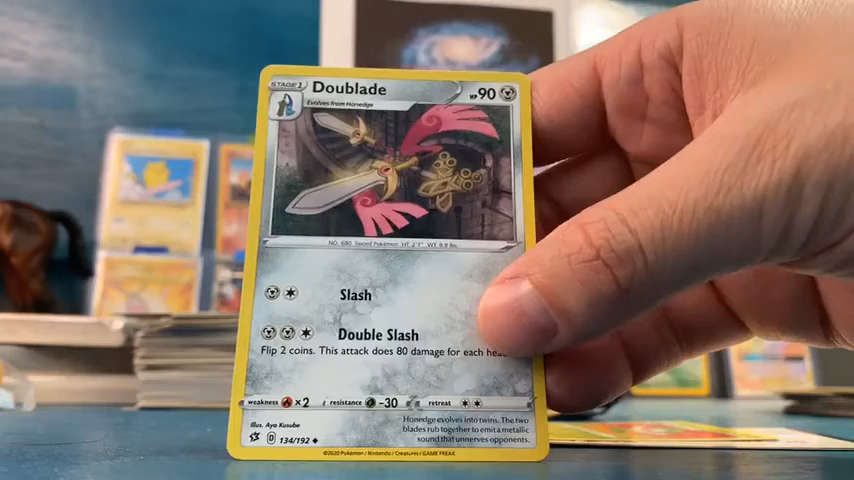 STAGE 1 Doublade HP 90
Evolves from Honedge
NO. 680 Sword Pokémon HT. 2'7" WT. 9.9 lbs.
Slash
Double Slash
Flip 2 coins. This attack does 80 damage for each
weakness ×2 resistance -30 retreat
Illus. Ayo Kusube
Honedge evolves into twins. The two
blades rub together to emit a metallic
sound that unnerves opponents.
D 134/192
©2020 Pokémon / Nintendo / Creatures / GAME FREAK